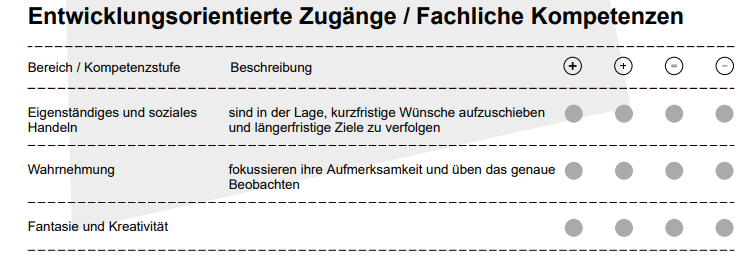 Entwicklungsorientierte Zugänge / Fachliche Kompetenzen
Bereich / Kompetenzstufe Beschreibung + + = −
Eigenständiges und soziales sind in der Lage, kurzfristige Wünsche aufzuschieben
Handeln und längerfristige Ziele zu verfolgen
Wahrnehmung fokussieren ihre Aufmerksamkeit und üben das genaue
Beobachten
Fantasie und Kreativität